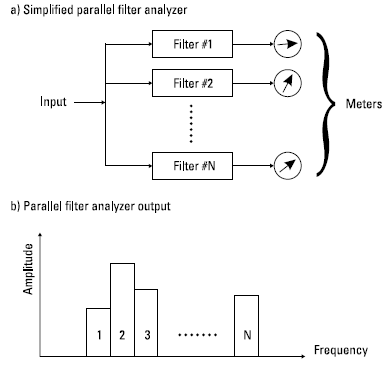 a) Simplified parallel filter analyzer
Filter #1
Filter #2
Input
Meters
Filter #N
b) Parallel filter analyzer output
Amplitude
1 2 3 ....... N
Frequency